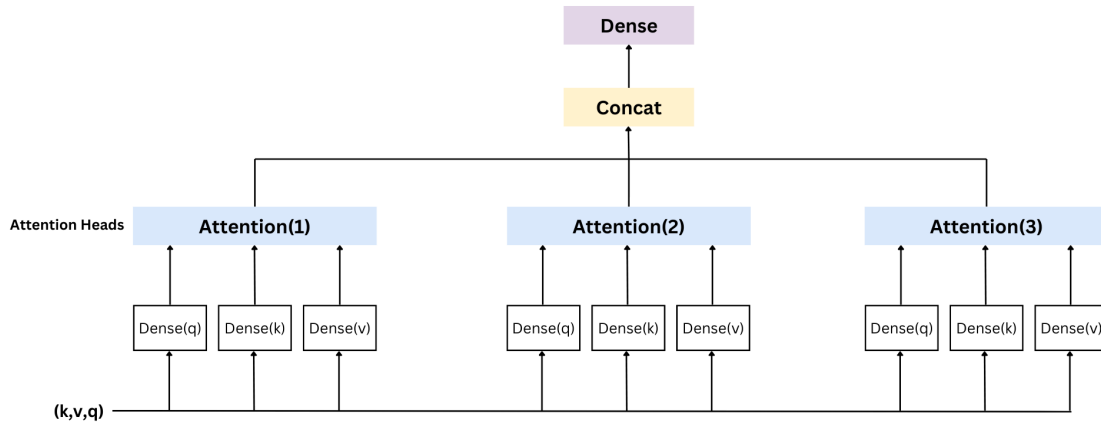 Dense
Concat
Attention Heads
Attention(1)
Attention(2)
Attention(3)
Dense(q)
Dense(k)
Dense(v)
Dense(q)
Dense(k)
Dense(v)
Dense(q)
Dense(k)
Dense(v)
(k,v,q)